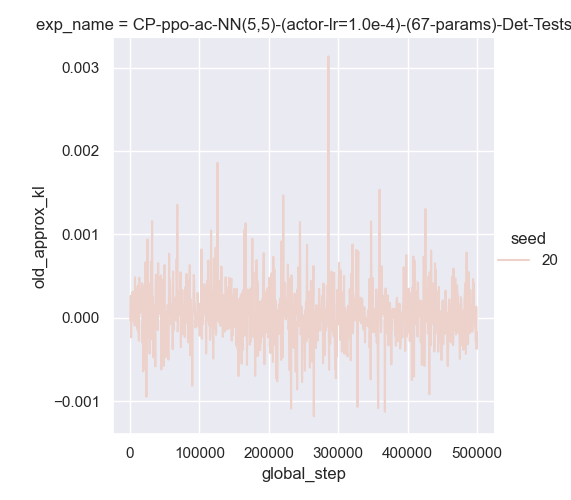 exp_name = CP-ppo-ac-NN(5,5)-(actor-lr=1.0e-4)-(67-params)-Det-Tests
0.003
0.002
0.001
0.000
−0.001
old_approx_kl
seed
20
0 100000 200000 300000 400000 500000
global_step